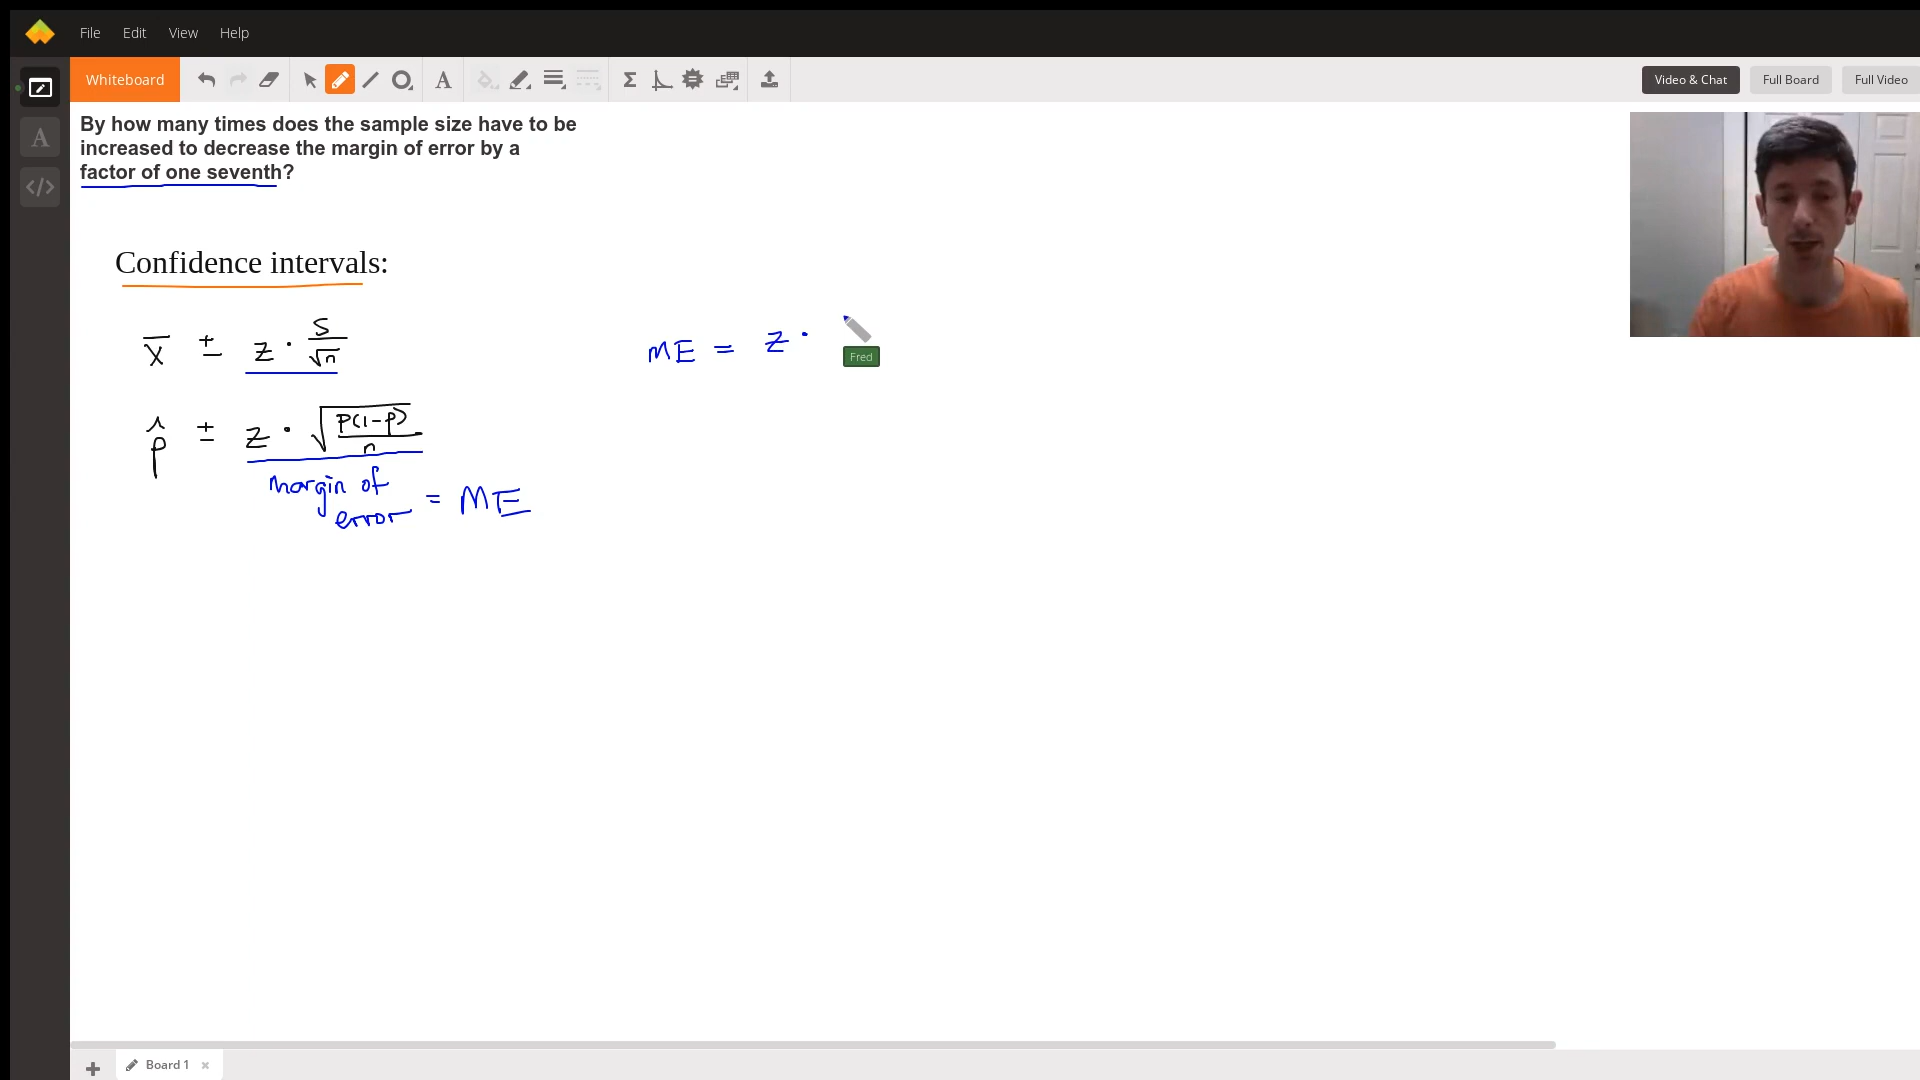 File Edit View Help
Whiteboard
Video & Chat Full Board Full Video
By how many times does the sample size have to be
increased to decrease the margin of error by a
factor of one seventh?
Confidence intervals:
x̄ ± z · s/√n
ME = z ·
Fred
p̂ ± z · √(p(1-p)/n)
margin of
error = ME
Board 1